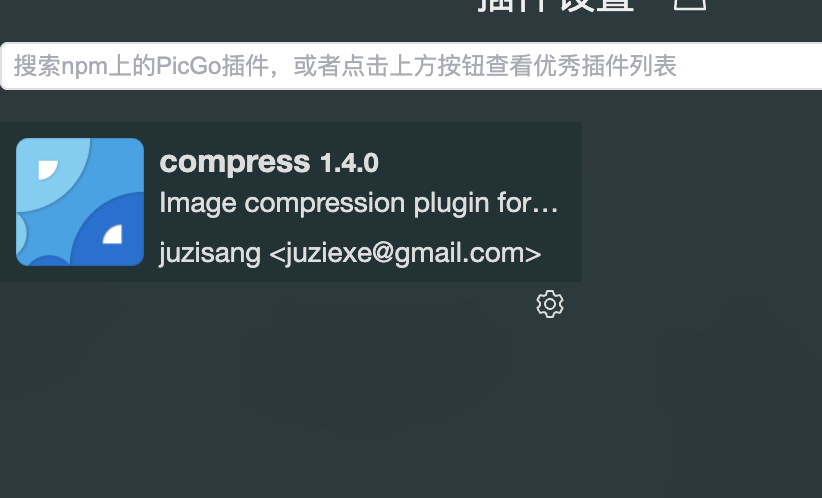 插件设置
搜索npm上的PicGo插件，或者点击上方按钮查看优秀插件列表
compress 1.4.0
Image compression plugin for…
juzisang <juziexe@gmail.com>